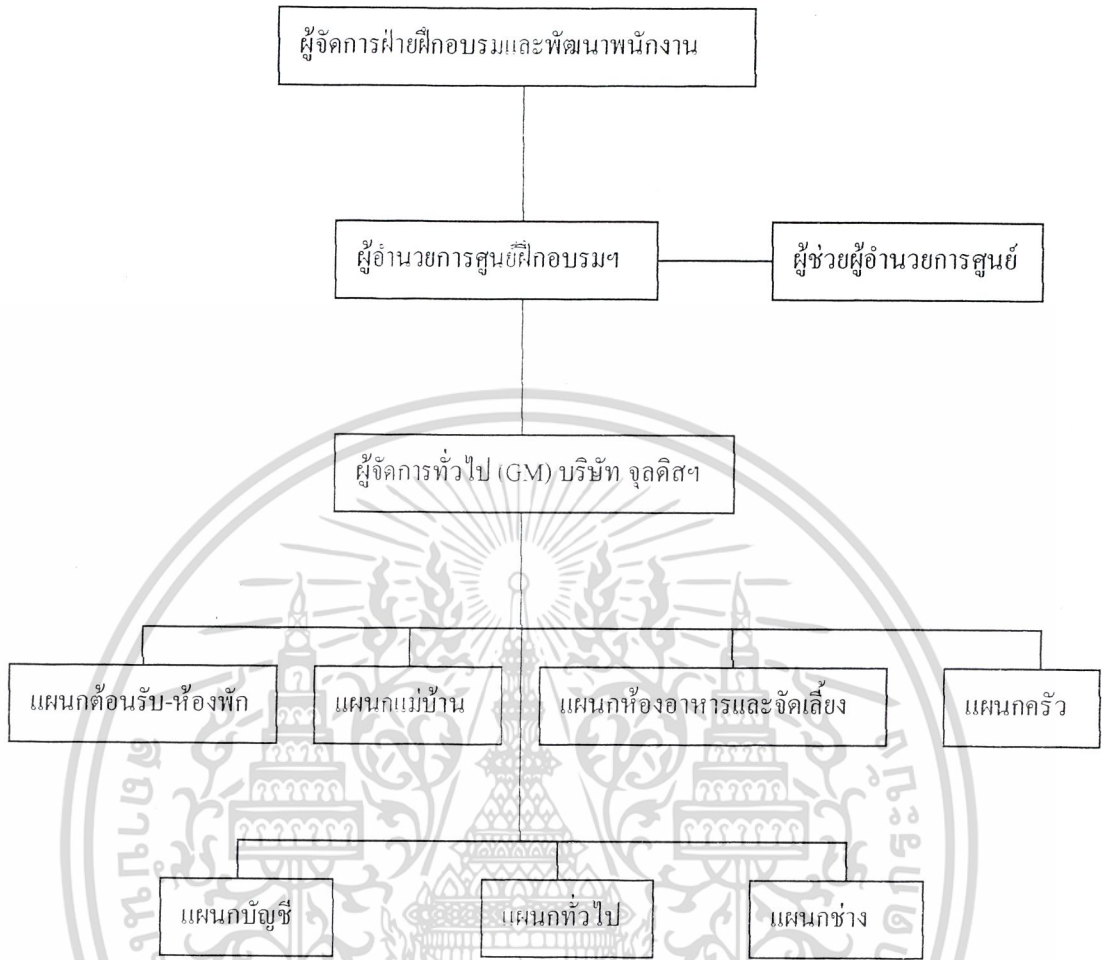 ผู้จัดการฝ่ายฝึกอบรมและพัฒนาพนักงาน
ผู้อำนวยการศูนย์ฝึกอบรมฯ
ผู้ช่วยผู้อำนวยการศูนย์
ผู้จัดการทั่วไป (GM) บริษัท จุลดิสฯ
แผนกต้อนรับ-ห้องพัก
แผนกแม่บ้าน
แผนกห้องอาหารและจัดเลี้ยง
แผนกครัว
แผนกบัญชี
แผนกทั่วไป
แผนกช่าง